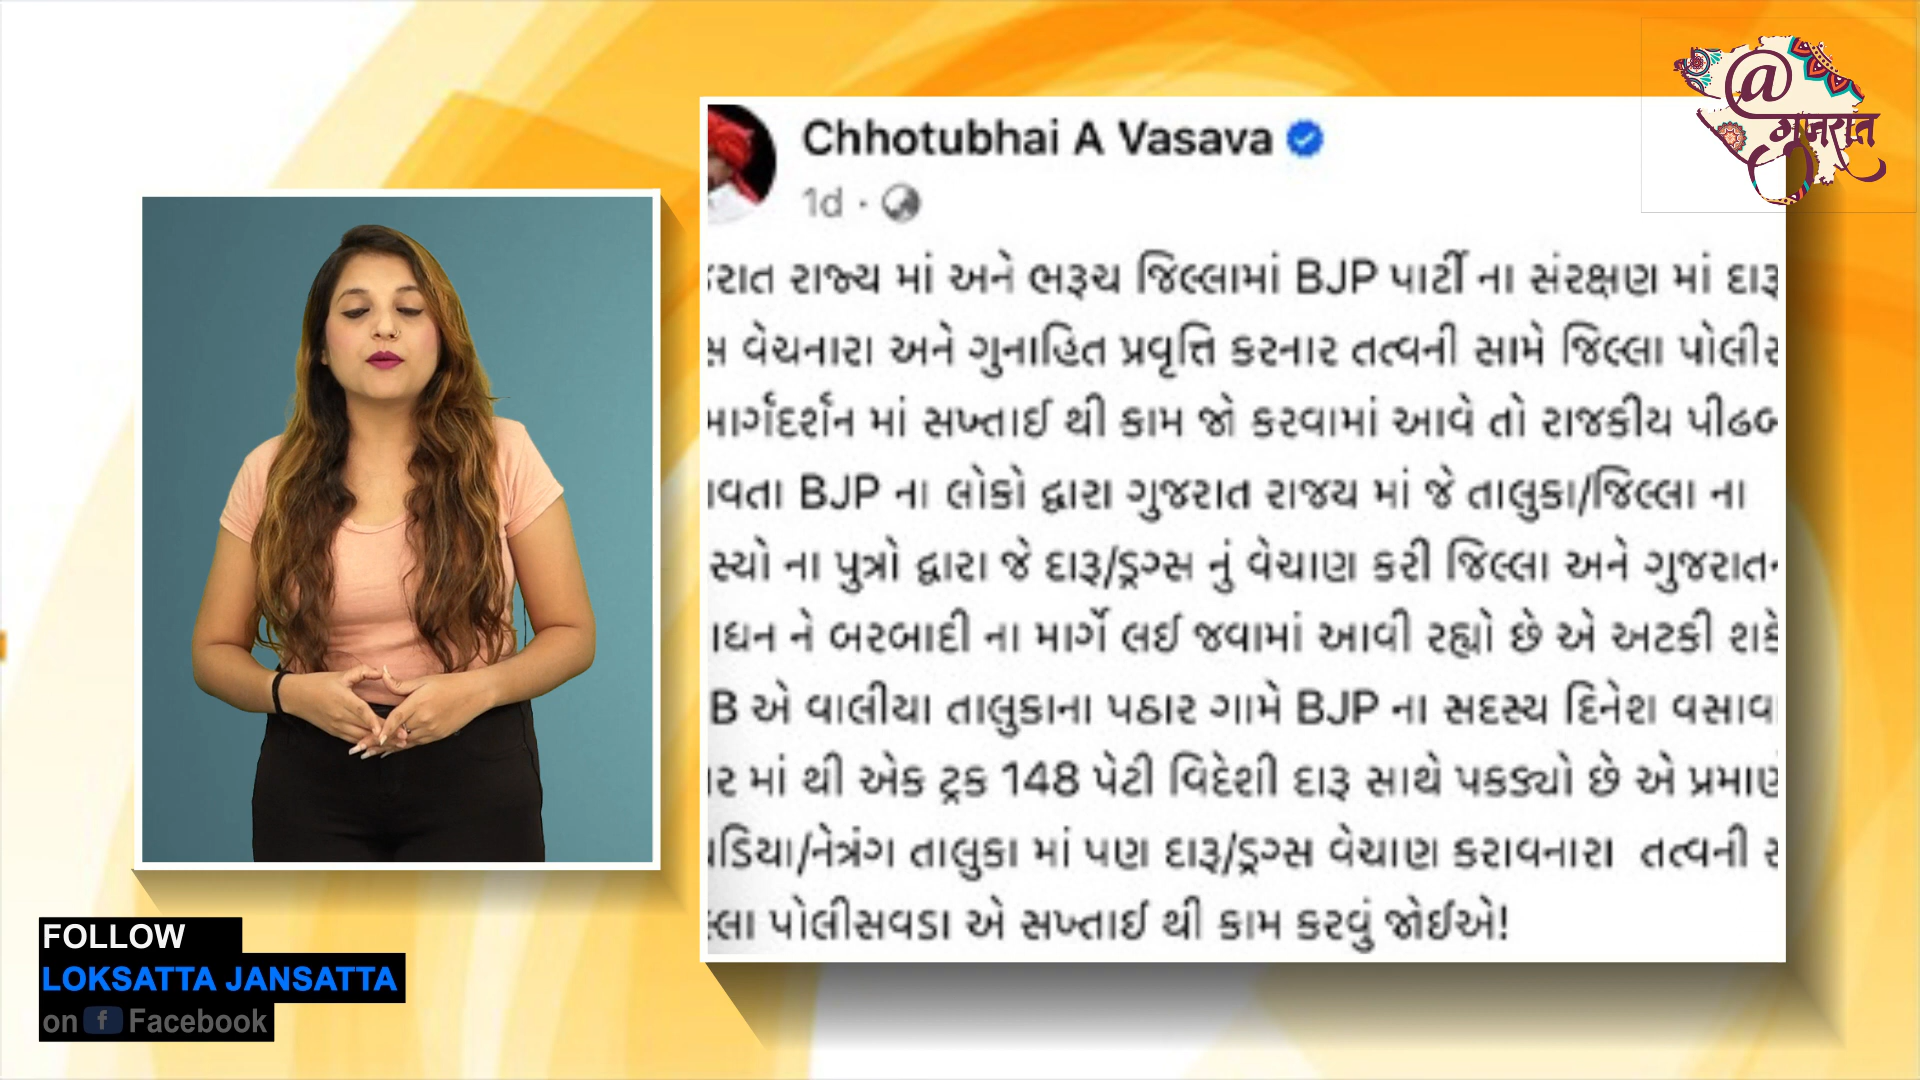 @
गुजरात
Chhotubhai A Vasava
1d ·
રાત રાજ્ય માં અને ભરૂચ જિલ્લામાં BJP પાર્ટી ના સંરક્ષણ માં દારૂ
સ વેચનારા અને ગુનાહિત પ્રવૃત્તિ કરનાર તત્વની સામે જિલ્લા પોલીસ
માર્ગદર્શન માં સખ્તાઈ થી કામ જો કરવામાં આવે તો રાજકીય પીઢબ
વતા BJP ના લોકો દ્વારા ગુજરાત રાજય માં જે તાલુકા/જિલ્લા ના
સ્યો ના પુત્રો દ્વારા જે દારૂ/ડ્રગ્સ નું વેચાણ કરી જિલ્લા અને ગુજરાત
ાધન ને બરબાદી ના માર્ગે લઈ જવામાં આવી રહ્યો છે એ અટકી શકે
B એ વાલીયા તાલુકાના પઠાર ગામે BJP ના સદસ્ય દિનેશ વસાવા
ર માં થી એક ટ્રક 148 પેટી વિદેશી દારૂ સાથે પકડ્યો છે એ પ્રમાણે
ડિયા/નેત્રંગ તાલુકા માં પણ દારૂ/ડ્રગ્સ વેચાણ કરાવનારા તત્વની સ
લ્લા પોલીસવડા એ સખ્તાઈ થી કામ કરવું જોઈએ!
FOLLOW
LOKSATTA JANSATTA
on f Facebook